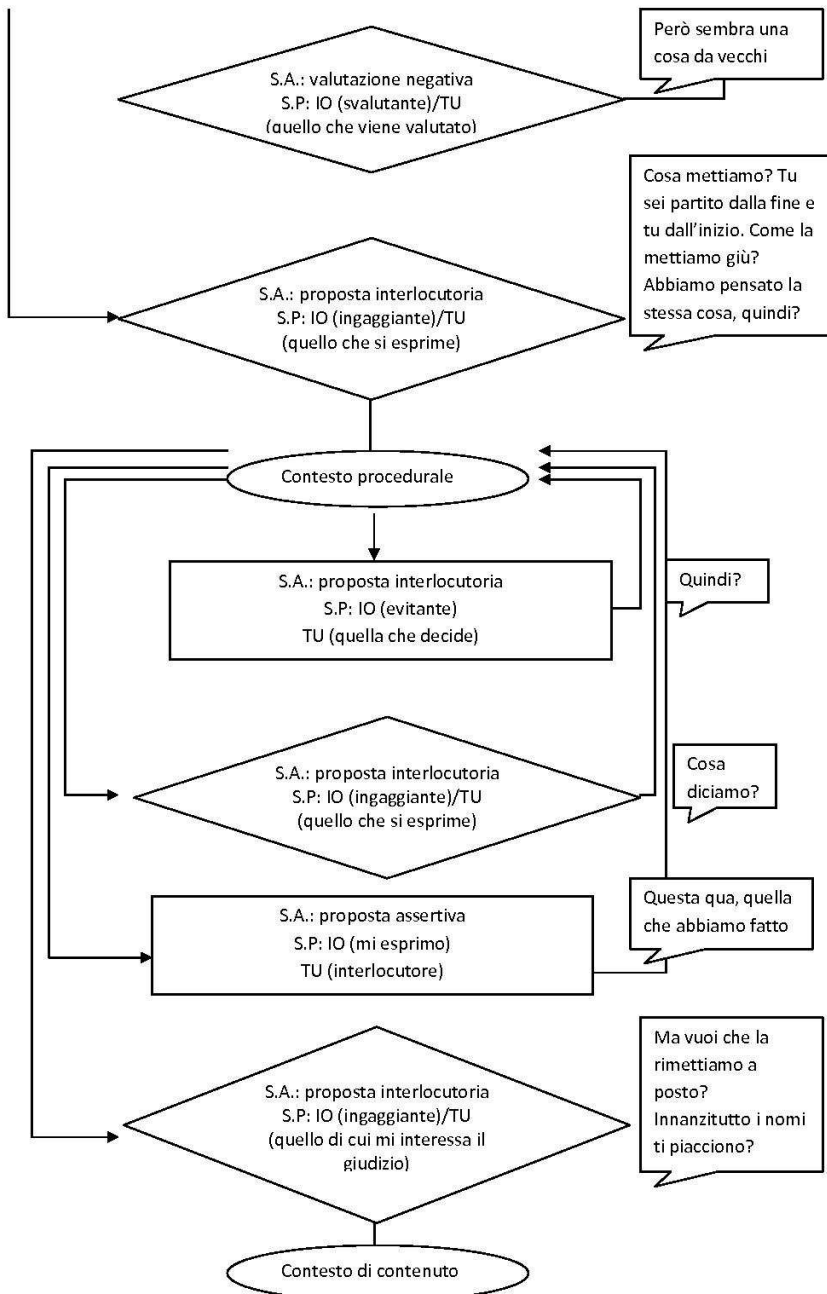 Però sembra una
cosa da vecchi
S.A.: valutazione negativa
S.P: IO (svalutante)/TU
(quello che viene valutato)
Cosa mettiamo? Tu
sei partito dalla fine e
tu dall'inizio. Come la
mettiamo giù?
Abbiamo pensato la
stessa cosa, quindi?
S.A.: proposta interlocutoria
S.P: IO (ingaggiante)/TU
(quello che si esprime)
Contesto procedurale
S.A.: proposta interlocutoria
S.P: IO (evitante)
TU (quella che decide)
Quindi?
S.A.: proposta interlocutoria
S.P: IO (ingaggiante)/TU
(quello che si esprime)
Cosa
diciamo?
S.A.: proposta assertiva
S.P: IO (mi esprimo)
TU (interlocutore)
Questa qua, quella
che abbiamo fatto
S.A.: proposta interlocutoria
S.P: IO (ingaggiante)/TU
(quello di cui mi interessa il
giudizio)
Ma vuoi che la
rimettiamo a
posto?
Innanzitutto i nomi
ti piacciono?
Contesto di contenuto